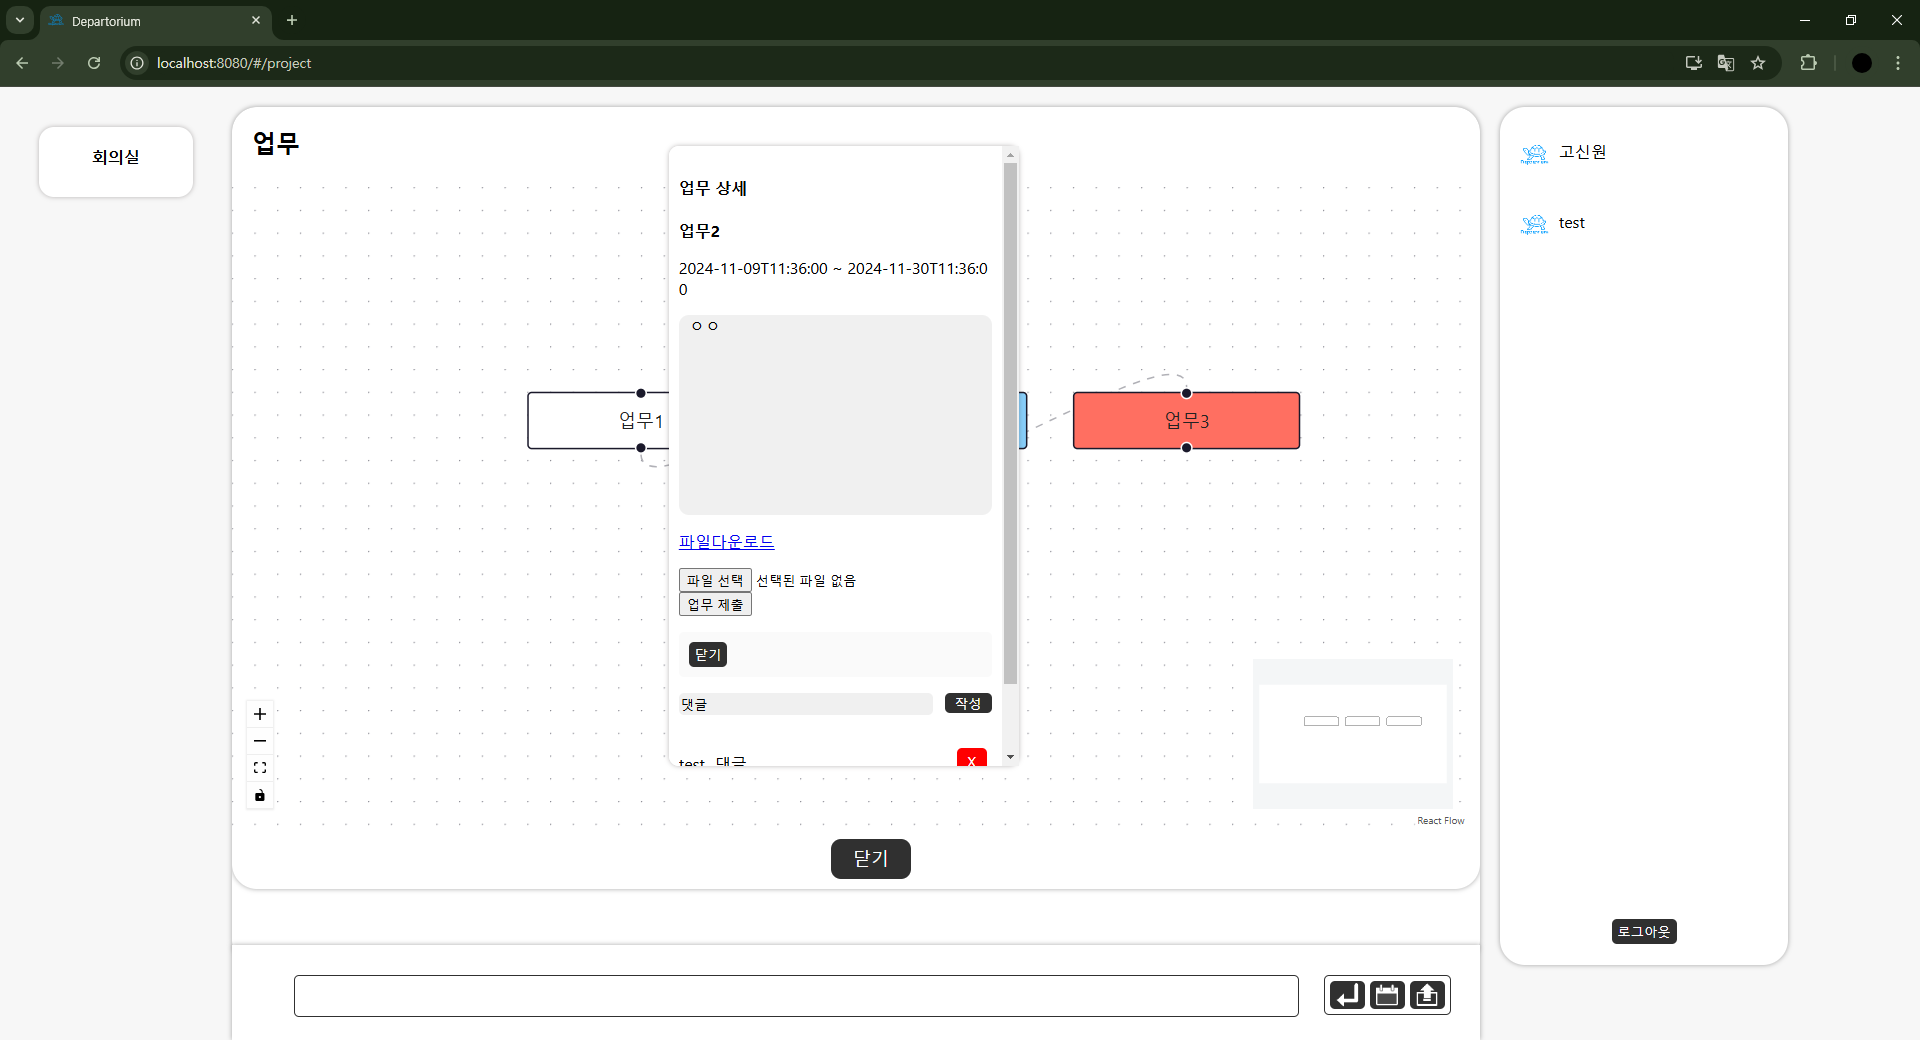 Departorium
localhost:8080/#/project
회의실
업무
업무 상세
업무2
2024-11-09T11:36:00 ~ 2024-11-30T11:36:0
0
ㅇㅇ
업무1
업무3
파일다운로드
파일 선택 선택된 파일 없음
업무 제출
닫기
댓글 작성
test 댓글 X
React Flow
닫기
고신원
test
로그아웃